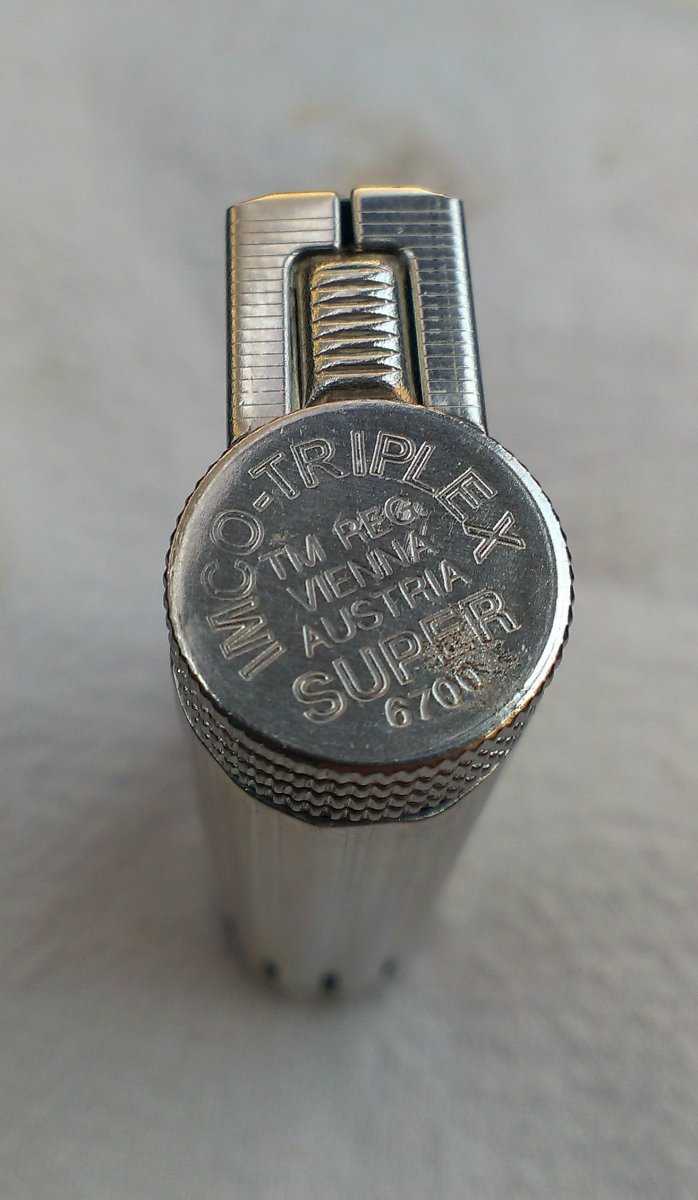 IMCO-TRIPLEX
TM REG.
VIENNA
AUSTRIA
SUPER
6700